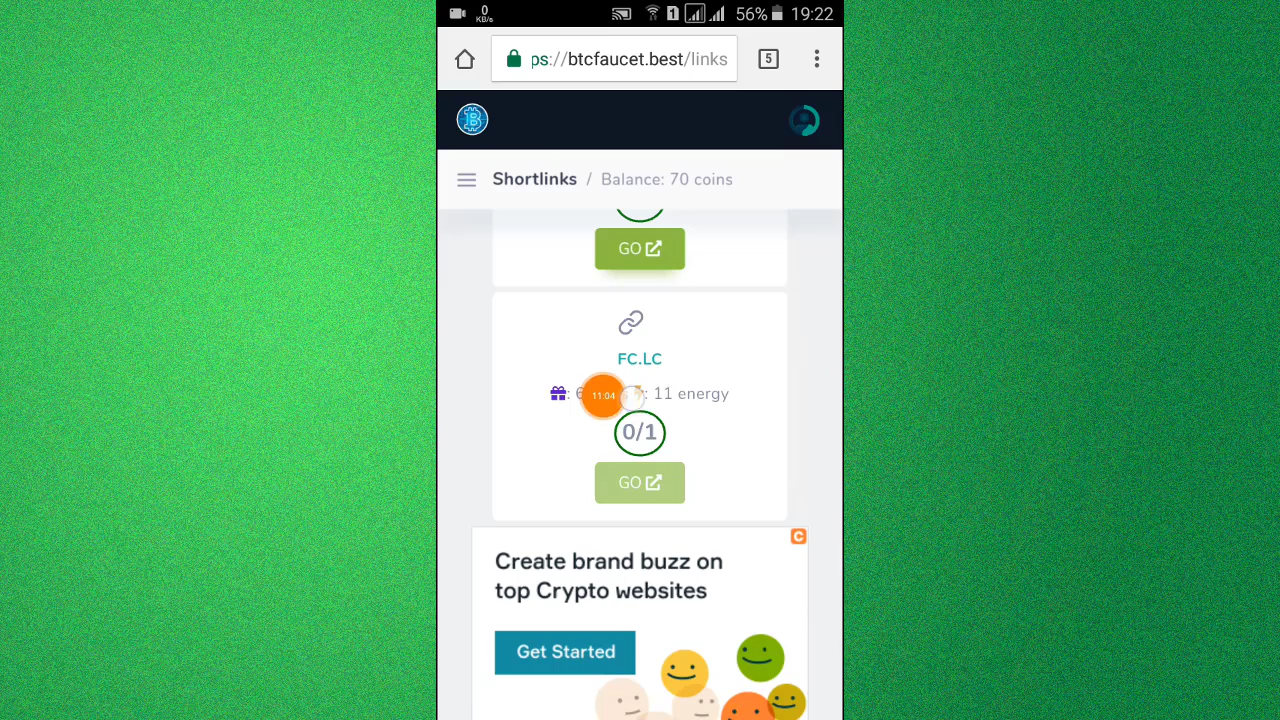 0
KB/s
1
56%
19:22
ps://btcfaucet.best/links
5
Shortlinks / Balance: 70 coins
GO
FC.LC
11:04
: 11 energy
0/1
GO
C
Create brand buzz on
top Crypto websites
Get Started